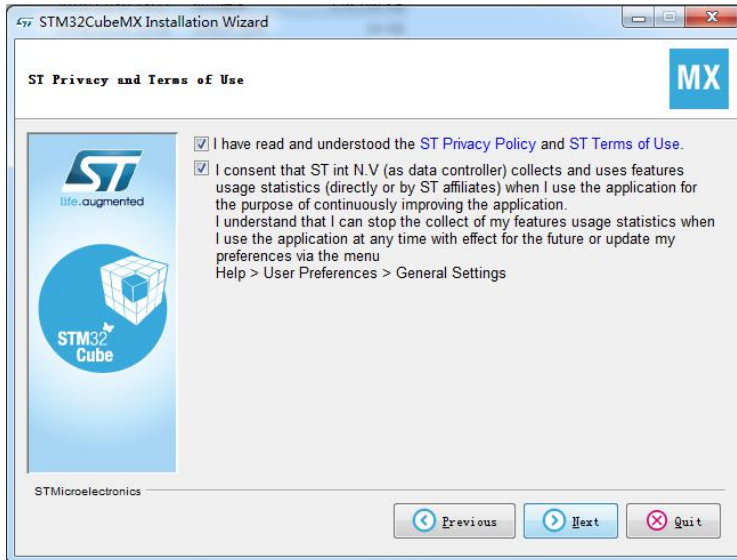 STM32CubeMX Installation Wizard
ST Privacy and Terms of Use
MX
I have read and understood the ST Privacy Policy and ST Terms of Use.
I consent that ST int N.V (as data controller) collects and uses features
usage statistics (directly or by ST affiliates) when I use the application for
the purpose of continuously improving the application.
I understand that I can stop the collect of my features usage statistics when
I use the application at any time with effect for the future or update my
preferences via the menu
Help > User Preferences > General Settings
ST
life.augmented
STM32
Cube
STMicroelectronics
Previous
Next
Quit